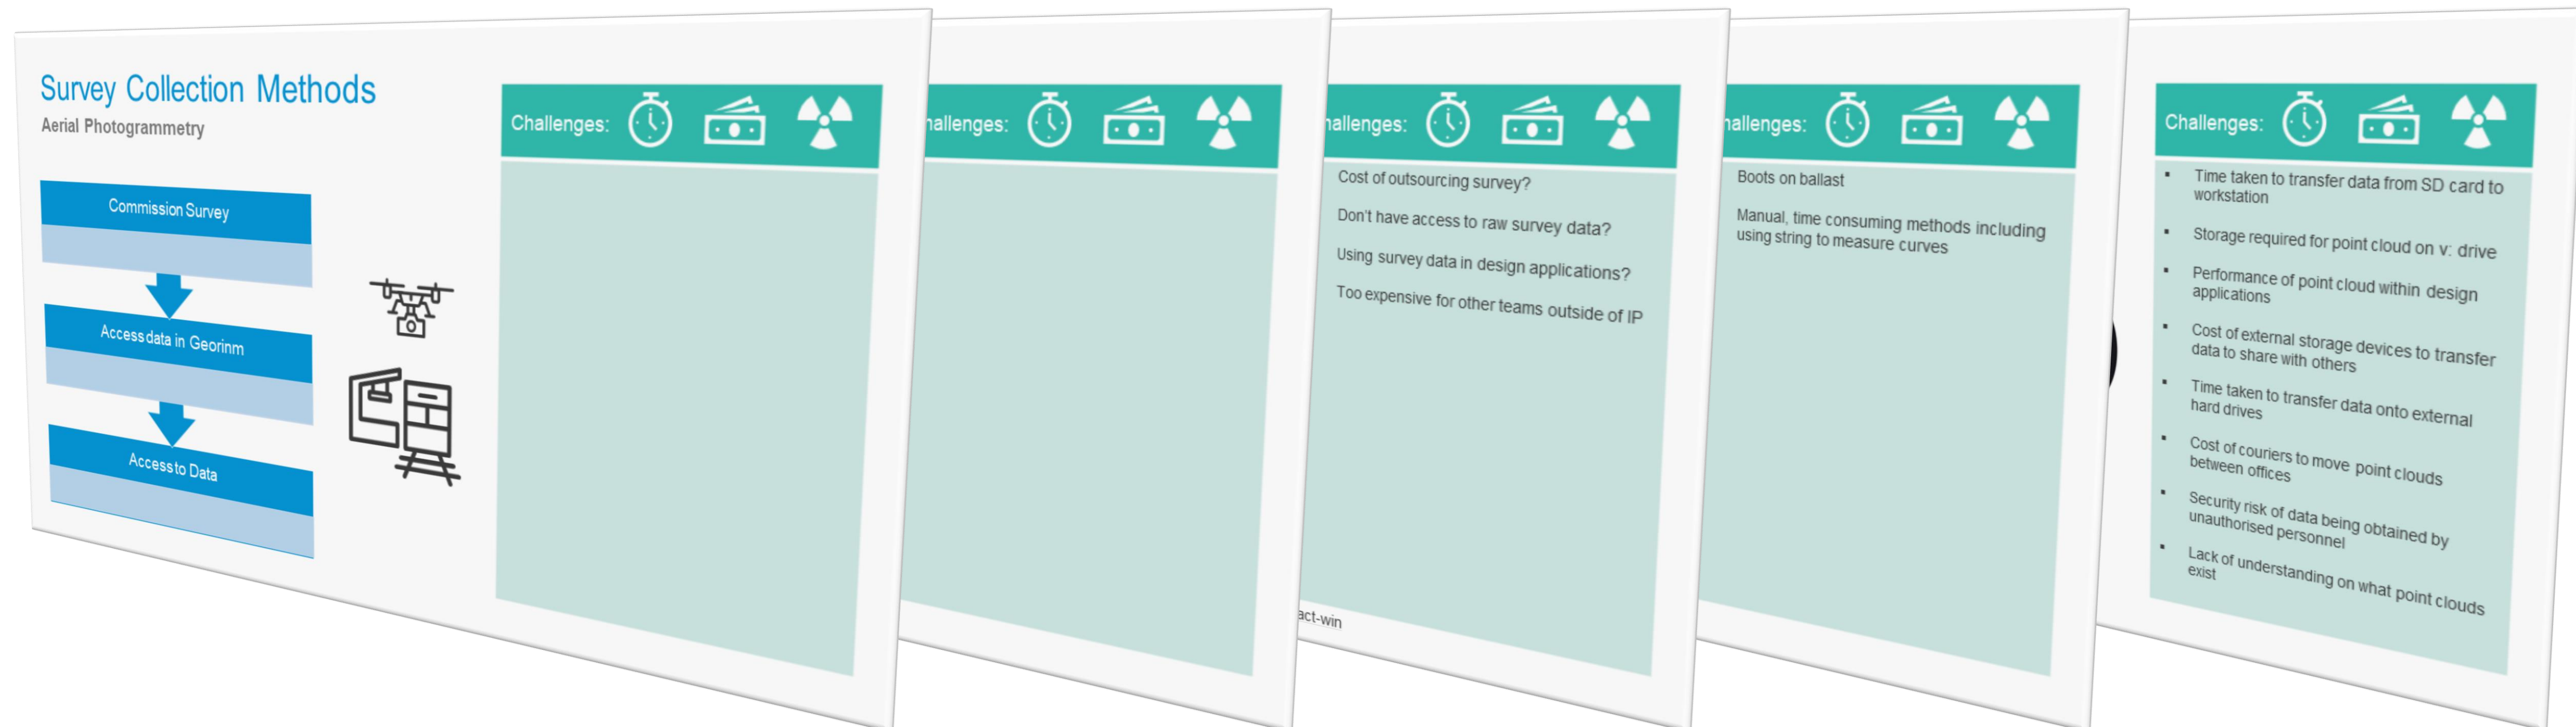 Survey Collection Methods
Aerial Photogrammetry
Commission Survey
Access data in Georinm
Access to Data
Challenges:
hallenges:
hallenges:
Cost of outsourcing survey?
Don't have access to raw survey data?
Using survey data in design applications?
Too expensive for other teams outside of IP
act-win
hallenges:
Boots on ballast
Manual, time consuming methods including
using string to measure curves
Challenges:
▪ Time taken to transfer data from SD card to
workstation
▪ Storage required for point cloud on v: drive
▪ Performance of point cloud within design
applications
▪ Cost of external storage devices to transfer
data to share with others
▪ Time taken to transfer data onto external
hard drives
▪ Cost of couriers to move point clouds
between offices
▪ Security risk of data being obtained by
unauthorised personnel
▪ Lack of understanding on what point clouds
exist